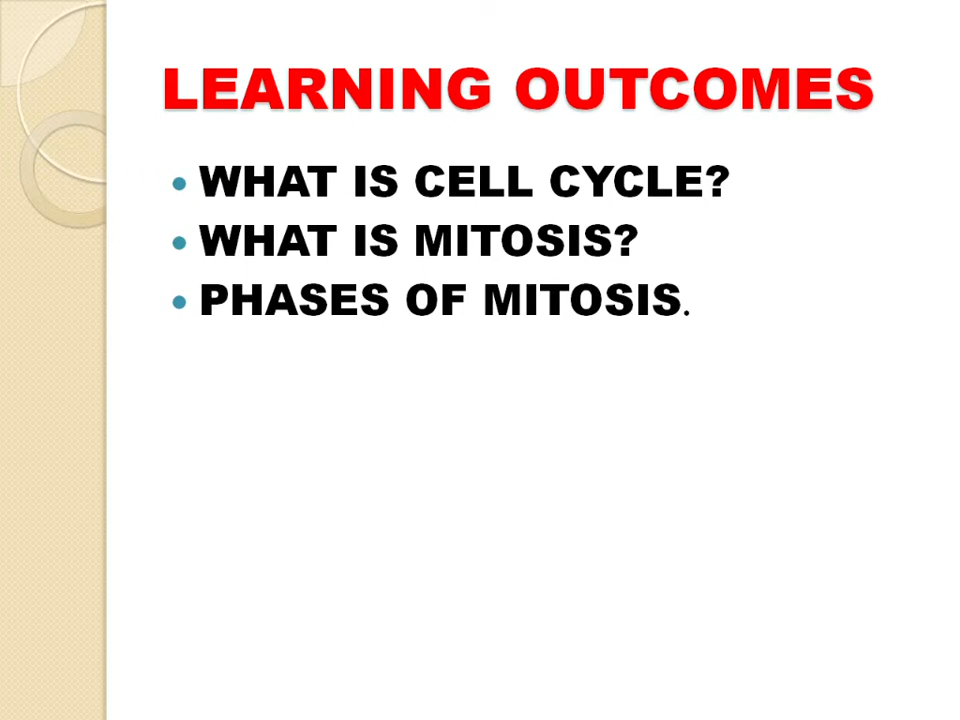 LEARNING OUTCOMES
• WHAT IS CELL CYCLE?
• WHAT IS MITOSIS?
• PHASES OF MITOSIS.